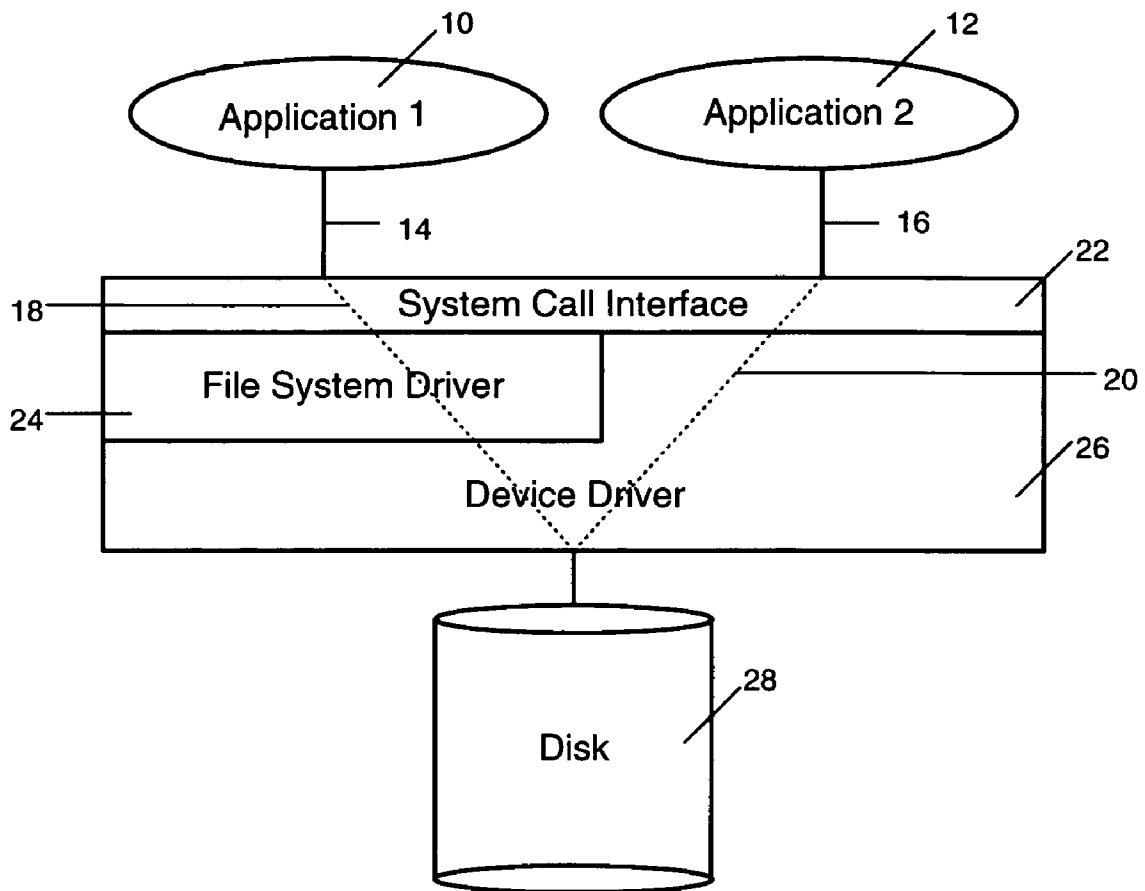 10
12
Application 1
Application 2
14
16
22
18
System Call Interface
20
File System Driver
24
26
Device Driver
28
Disk